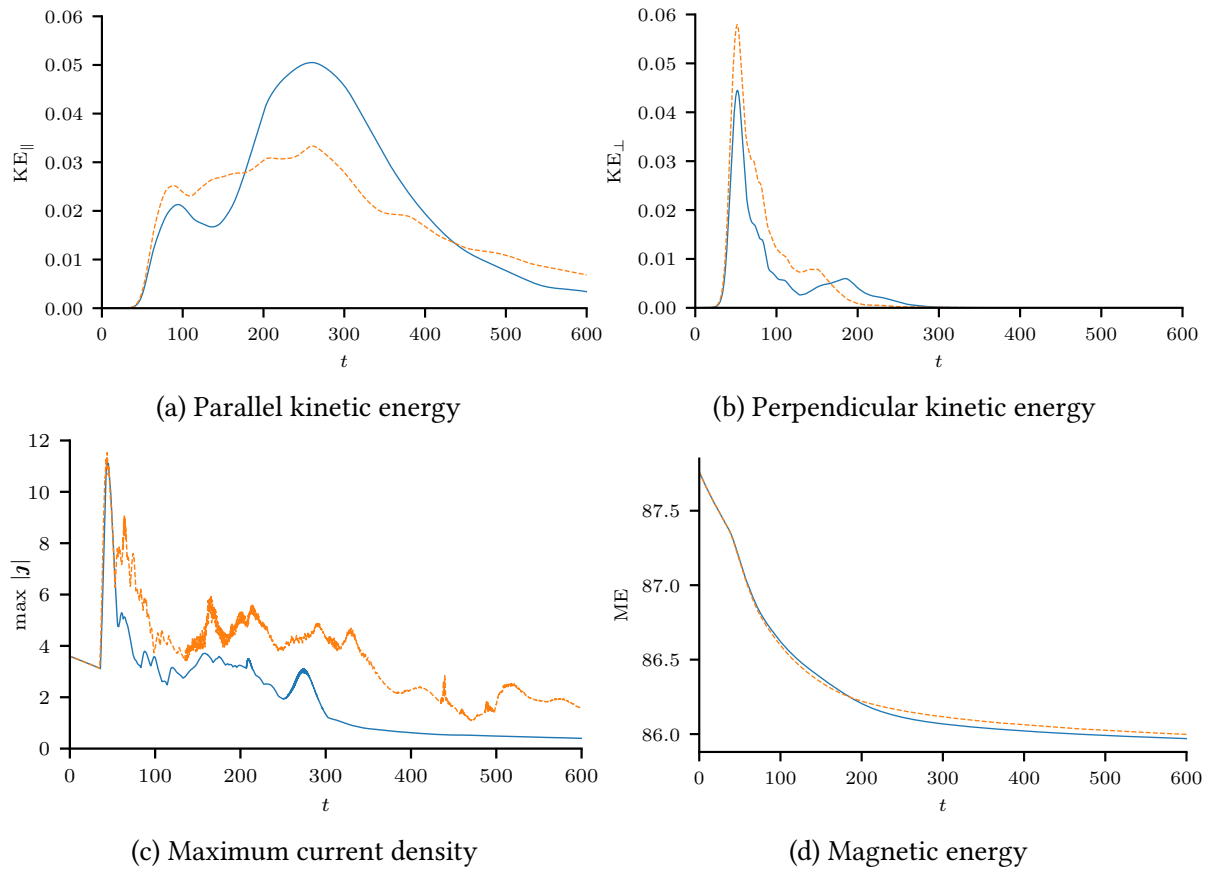 0.06
0.05
0.04
0.03
0.02
0.01
0.00
KE∥
0 100 200 300 400 500 600
t
(a) Parallel kinetic energy
0.06
0.05
0.04
0.03
0.02
0.01
0.00
KE⊥
0 100 200 300 400 500 600
t
(b) Perpendicular kinetic energy
12
10
8
6
4
2
0
max |j|
0 100 200 300 400 500 600
t
(c) Maximum current density
87.5
87.0
86.5
86.0
ME
0 100 200 300 400 500 600
t
(d) Magnetic energy